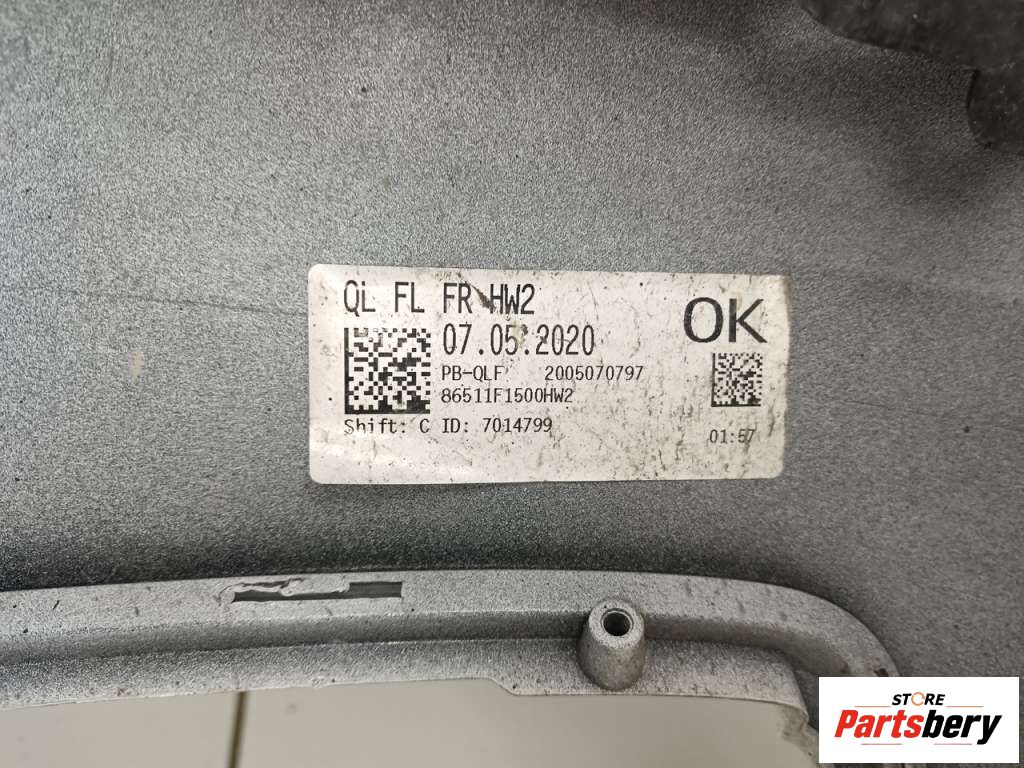 QL FL FR HW2
OK
07.05.2020
PB-QLF 2005070797
86511F1500HW2
Shift: C ID: 7014799
01:57
STORE
Partsbery